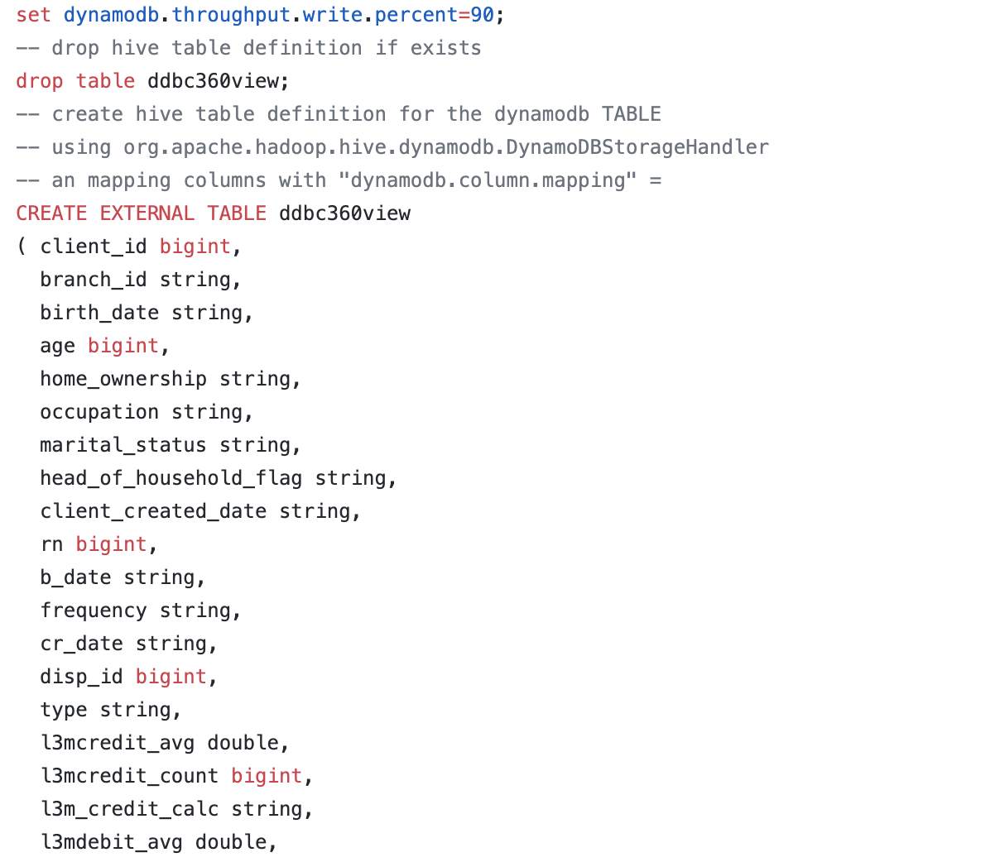 set dynamodb.throughput.write.percent=90;
-- drop hive table definition if exists
drop table ddbc360view;
-- create hive table definition for the dynamodb TABLE
-- using org.apache.hadoop.hive.dynamodb.DynamoDBStorageHandler
-- an mapping columns with "dynamodb.column.mapping" =
CREATE EXTERNAL TABLE ddbc360view
( client_id bigint,
  branch_id string,
  birth_date string,
  age bigint,
  home_ownership string,
  occupation string,
  marital_status string,
  head_of_household_flag string,
  client_created_date string,
  rn bigint,
  b_date string,
  frequency string,
  cr_date string,
  disp_id bigint,
  type string,
  l3mcredit_avg double,
  l3mcredit_count bigint,
  l3m_credit_calc string,
  l3mdebit_avg double,